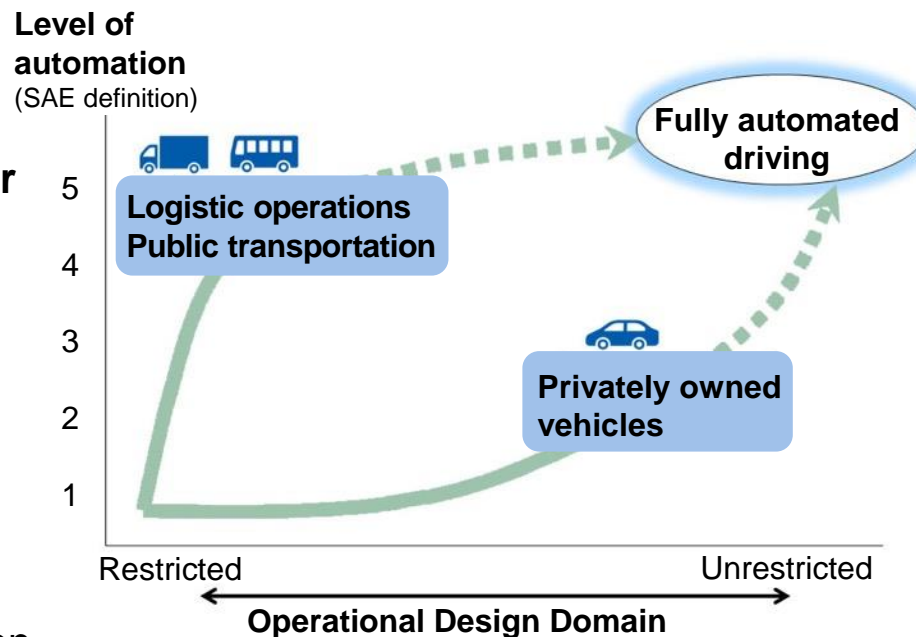 Level of
automation
(SAE definition)
Fully automated
driving
r
5
Logistic operations
Public transportation
4
3
Privately owned
vehicles
2
1
Restricted
Unrestricted
Operational Design Domain